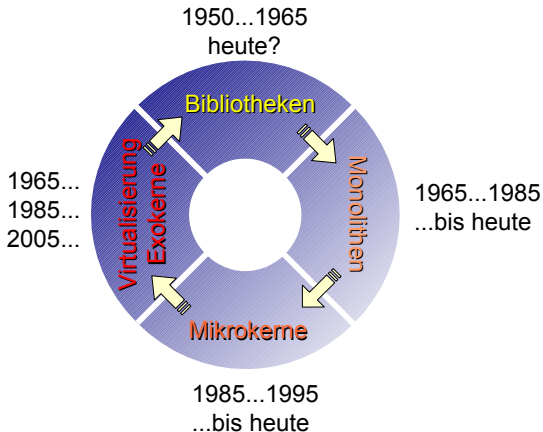 1950...1965
heute?
Bibliotheken
Monolithen
1965...1985
...bis heute
Mikrokerne
1985...1995
...bis heute
Virtualisierung
Exokerne
1965...
1985...
2005...